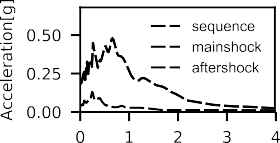 Acceleration[g]
0.50
0.25
0.00
sequence
mainshock
aftershock
0 1 2 3 4